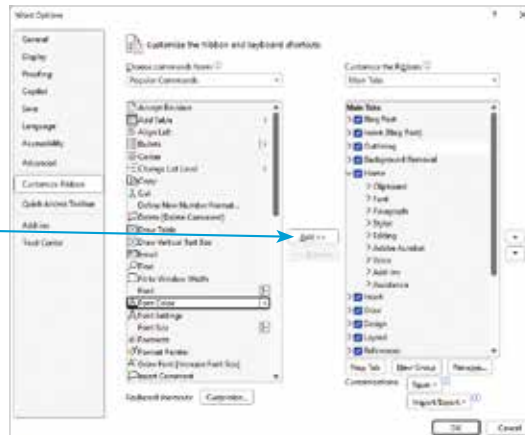 Word Options
? ×
General
Display
Proofing
Copilot
Save
Language
Accessibility
Advanced
Customize Ribbon
Quick Access Toolbar
Add-ins
Trust Center
Customize the Ribbon and keyboard shortcuts.
Choose commands from:
Popular Commands
Accept Revision
Add Table
Align Left
Bullets
Center
Change List Level
Copy
Cut
Define New Number Format...
Delete [Delete Comment]
Draw Table
Draw Vertical Text Box
Email
Find
Fit to Window Width
Font
Font Color
Font Settings
Font Size
Footnote
Format Painter
Grow Font [Increase Font Size]
Insert Comment
Keyboard shortcuts: Customize...
Add >>
Customize the Ribbon:
Main Tabs
Main Tabs
Blog Post
Insert (Blog Post)
Outlining
Background Removal
Home
Clipboard
Font
Paragraph
Styles
Editing
Adobe Acrobat
Voice
Add-ins
Assistance
Insert
Draw
Design
Layout
References
New Tab New Group Rename...
Customizations: Reset
Import/Export
OK Cancel